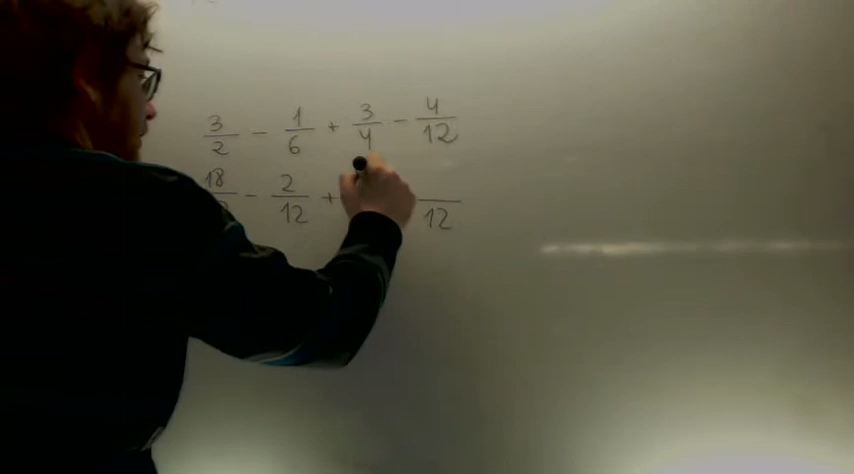 3/2 - 1/6 + 3/4 - 4/12
18/ - 2/12 + /12